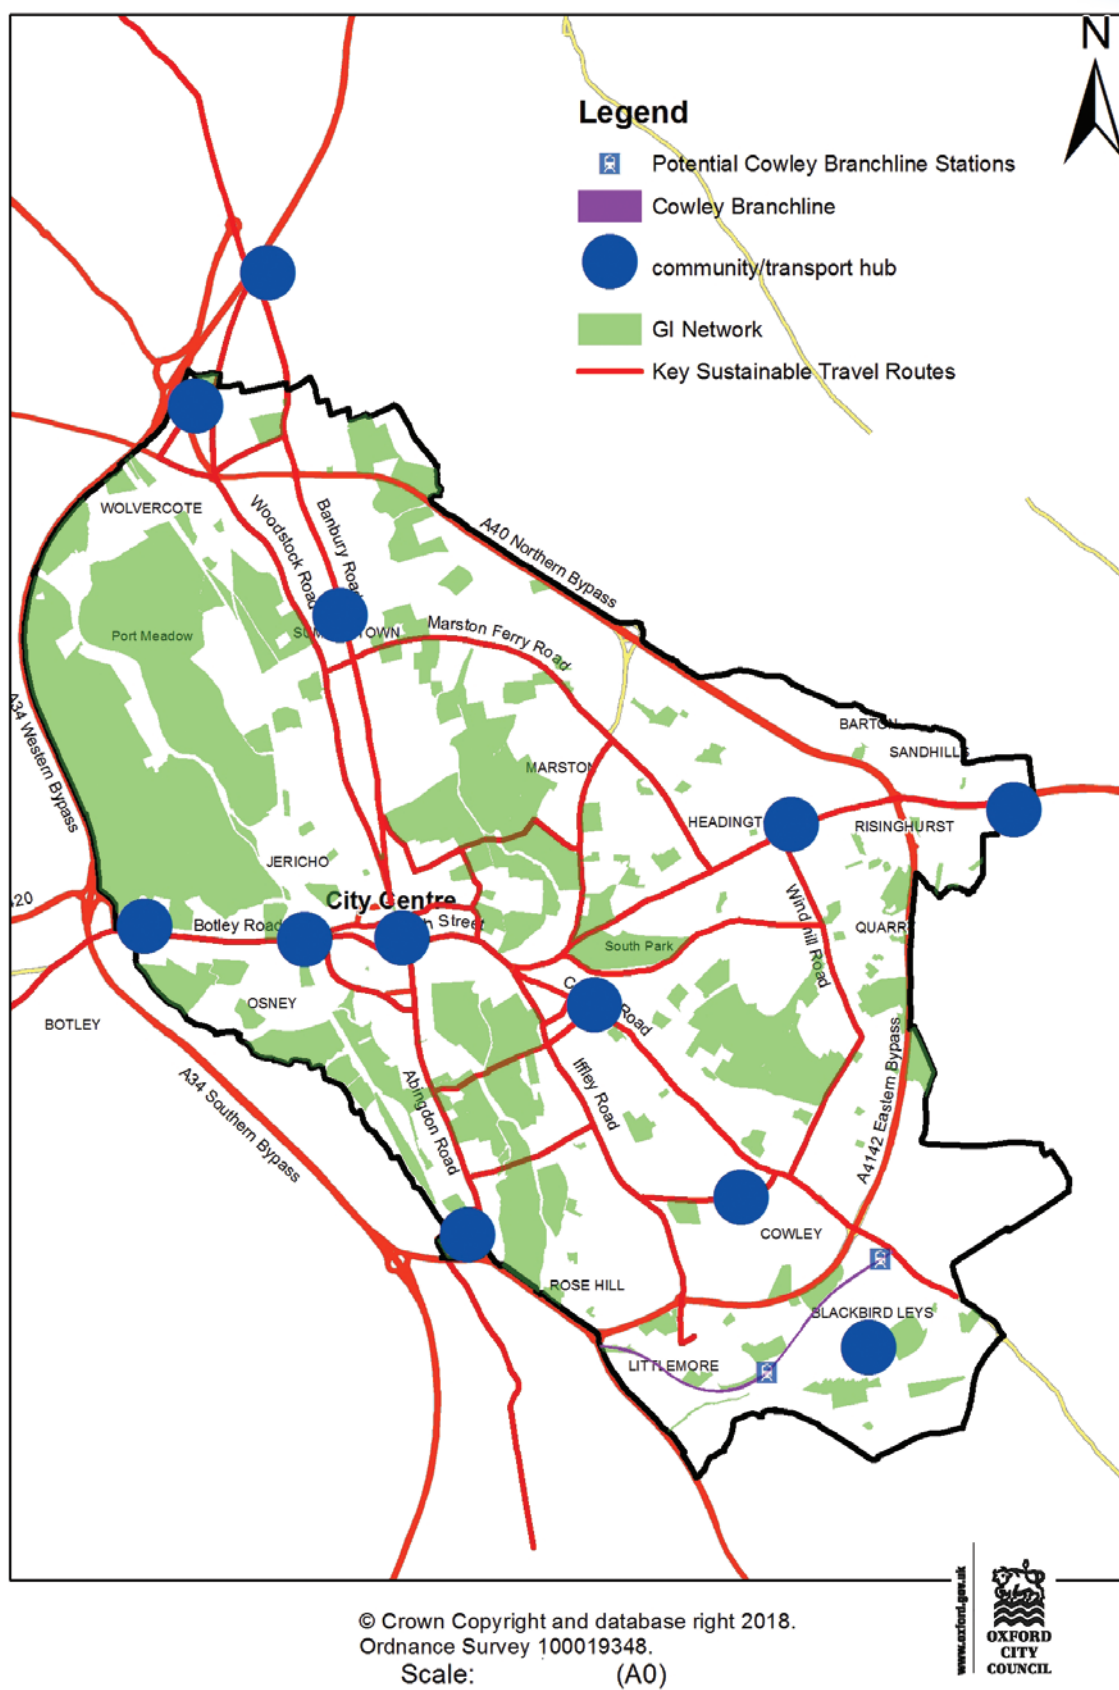 N
Legend
Potential Cowley Branchline Stations
Cowley Branchline
community/transport hub
GI Network
Key Sustainable Travel Routes
WOLVERCOTE
Woodstock Road
Banbury Road
A40 Northern Bypass
Port Meadow
Marston Ferry Road
A34 Western Bypass
BARTON
SANDHILLS
MARSTON
HEADINGT
RISINGHURST
JERICHO
City Centre
20
Botley Road
Street
South Park
Windmill Road
QUARR
OSNEY
BOTLEY
Road
Iffley Road
Abingdon Road
A34 Southern Bypass
A4142 Eastern Bypass
COWLEY
ROSE HILL
BLACKBIRD LEYS
LITTLEMORE
© Crown Copyright and database right 2018.
Ordnance Survey 100019348.
Scale: (A0)
www.oxford.gov.uk
OXFORD
CITY
COUNCIL